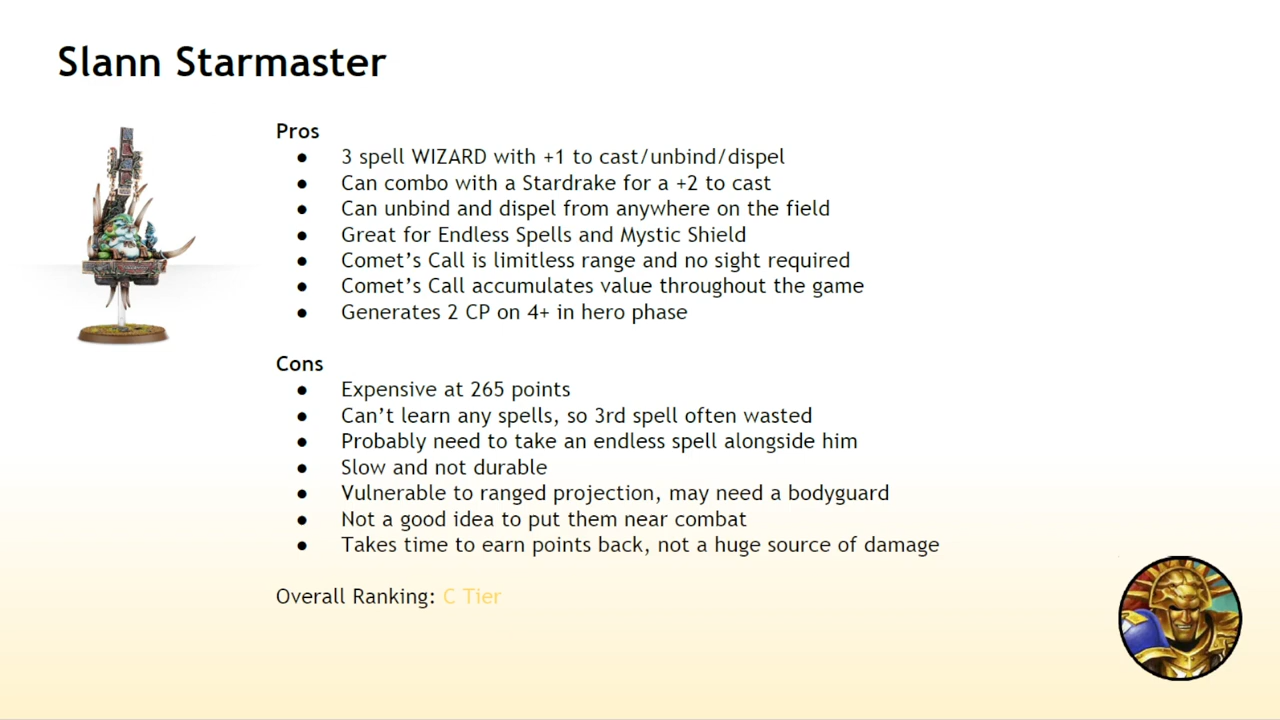 Slann Starmaster
Pros
● 3 spell WIZARD with +1 to cast/unbind/dispel
● Can combo with a Stardrake for a +2 to cast
● Can unbind and dispel from anywhere on the field
● Great for Endless Spells and Mystic Shield
● Comet's Call is limitless range and no sight required
● Comet's Call accumulates value throughout the game
● Generates 2 CP on 4+ in hero phase
Cons
● Expensive at 265 points
● Can't learn any spells, so 3rd spell often wasted
● Probably need to take an endless spell alongside him
● Slow and not durable
● Vulnerable to ranged projection, may need a bodyguard
● Not a good idea to put them near combat
● Takes time to earn points back, not a huge source of damage
Overall Ranking: C Tier